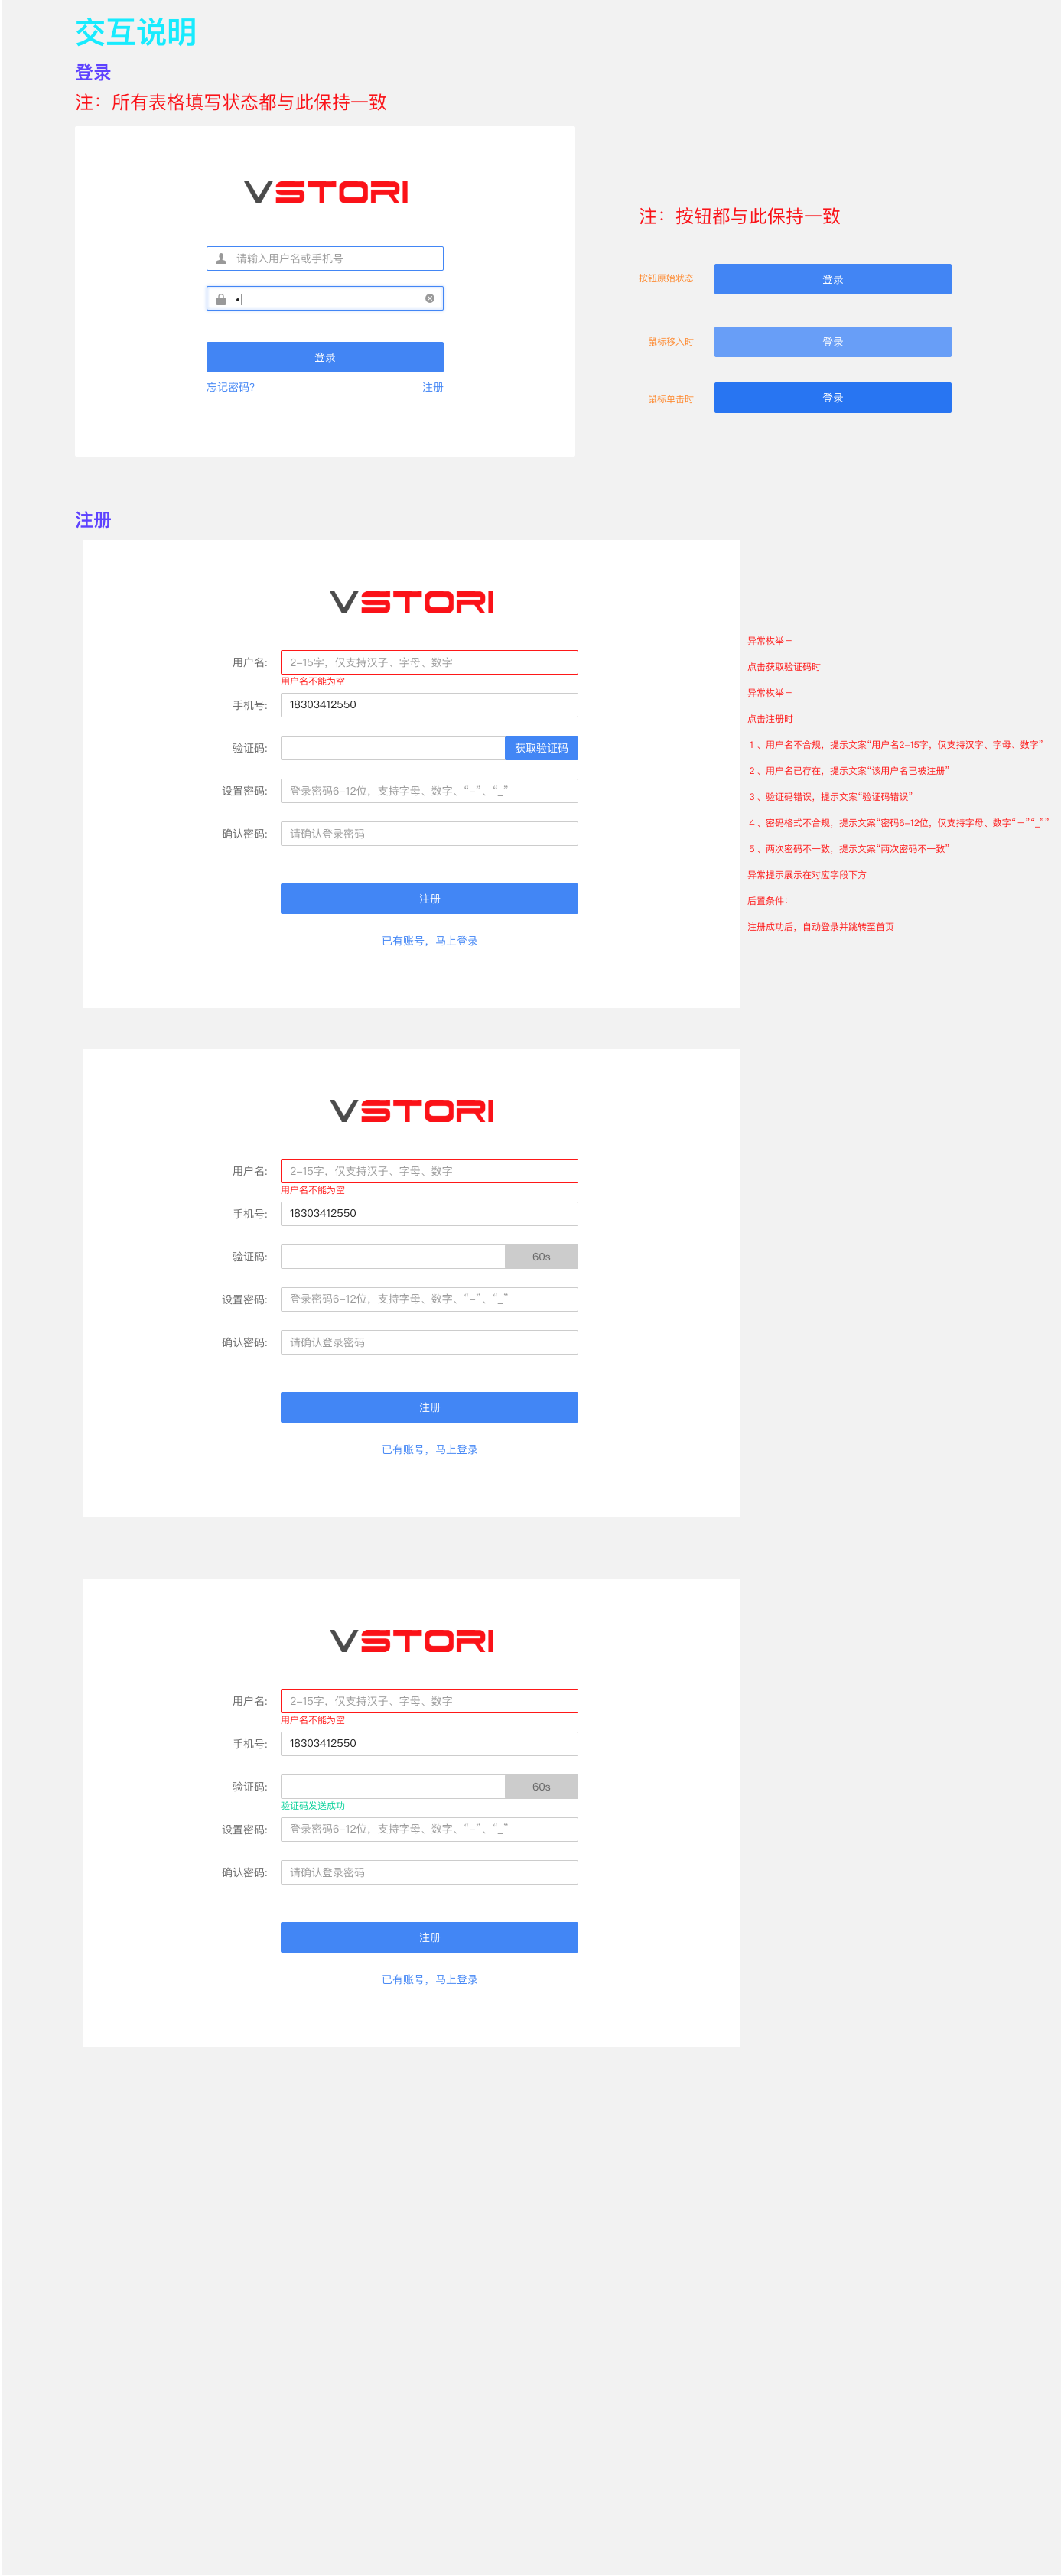 交互说明
登录
注：所有表格填写状态都与此保持一致
VSTORI
请输入用户名或手机号
•
登录
忘记密码?
注册
注：按钮都与此保持一致
按钮原始状态
登录
鼠标移入时
登录
鼠标单击时
登录
注册
VSTORI
用户名:
2-15字，仅支持汉子、字母、数字
用户名不能为空
手机号:
18303412550
验证码:
获取验证码
设置密码:
登录密码6-12位，支持字母、数字、“-”、“_”
确认密码:
请确认登录密码
注册
已有账号，马上登录
异常枚举－
点击获取验证码时
异常枚举－
点击注册时
１、用户名不合规，提示文案“用户名2-15字，仅支持汉字、字母、数字”
２、用户名已存在，提示文案“该用户名已被注册”
３、验证码错误，提示文案“验证码错误”
４、密码格式不合规，提示文案“密码6-12位，仅支持字母、数字“－”“_””
５、两次密码不一致，提示文案“两次密码不一致”
异常提示展示在对应字段下方
后置条件：
注册成功后，自动登录并跳转至首页
VSTORI
用户名:
2-15字，仅支持汉子、字母、数字
用户名不能为空
手机号:
18303412550
验证码:
60s
设置密码:
登录密码6-12位，支持字母、数字、“-”、“_”
确认密码:
请确认登录密码
注册
已有账号，马上登录
VSTORI
用户名:
2-15字，仅支持汉子、字母、数字
用户名不能为空
手机号:
18303412550
验证码:
60s
验证码发送成功
设置密码:
登录密码6-12位，支持字母、数字、“-”、“_”
确认密码:
请确认登录密码
注册
已有账号，马上登录